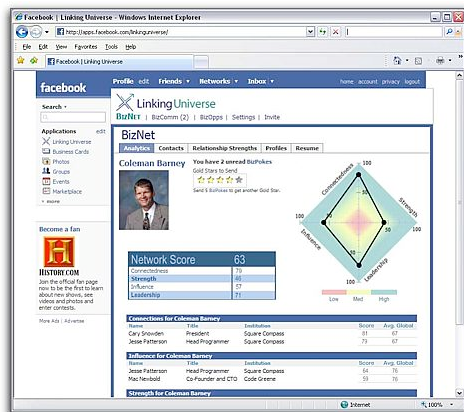 Facebook | Linking Universe - Windows Internet Explorer
http://apps.facebook.com/linkinguniverse/
File Edit View Favorites Tools Help
Facebook | Linking Universe
facebook
Profile edit Friends Networks Inbox
home account privacy logout
Search
Applications edit
Linking Universe
Business Cards
Photos
Groups
Events
Marketplace
more
Become a fan
H
HISTORY.COM
Join the official fan page
now to be the first to learn
about new shows, see
videos and photos and
enter contests.
More Ads | Advertise
Linking Universe
BIZNET | BizComm (2) | BizOpps | Settings | Invite
BizNet
Analytics Contacts Relationship Strengths Profiles Resume
Coleman Barney
You have 2 unread BizPokes
Gold Stars to Send
Send 5 BizPokes to get another Gold Star.
100
Connectedness
Strength
50
100
100
Influence
Leadership
100
Low Med High
Network Score 63
Connectedness 79
Strength 46
Influence 57
Leadership 71
Connections for Coleman Barney
Name Title Institution Score Avg. Global
Cary Snowden President Square Compass 81 67
Jesse Patterson Head Programmer Square Compass 73 67
Influence for Coleman Barney
Name Title Institution Score Avg. Global
Jesse Patterson Head Programmer Square Compass 64 76
Mac Newbold Co-Founder and CTO Code Greene 59 76
Strength for Coleman Barney
Internet 100%